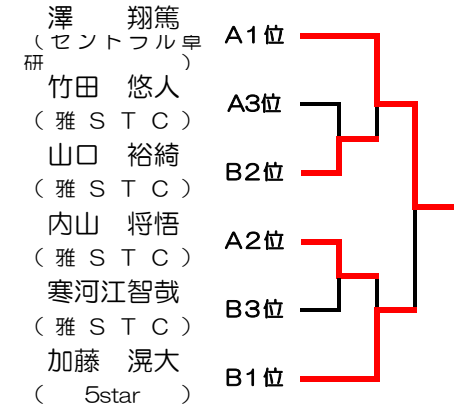 澤　翔篤　A1位
（セントラル卓
研　）
竹田　悠人　A3位
（雅STC）
山口　裕綺　B2位
（雅STC）
内山　将悟　A2位
（雅STC）
寒河江智哉　B3位
（雅STC）
加藤　滉大　B1位
（5star）